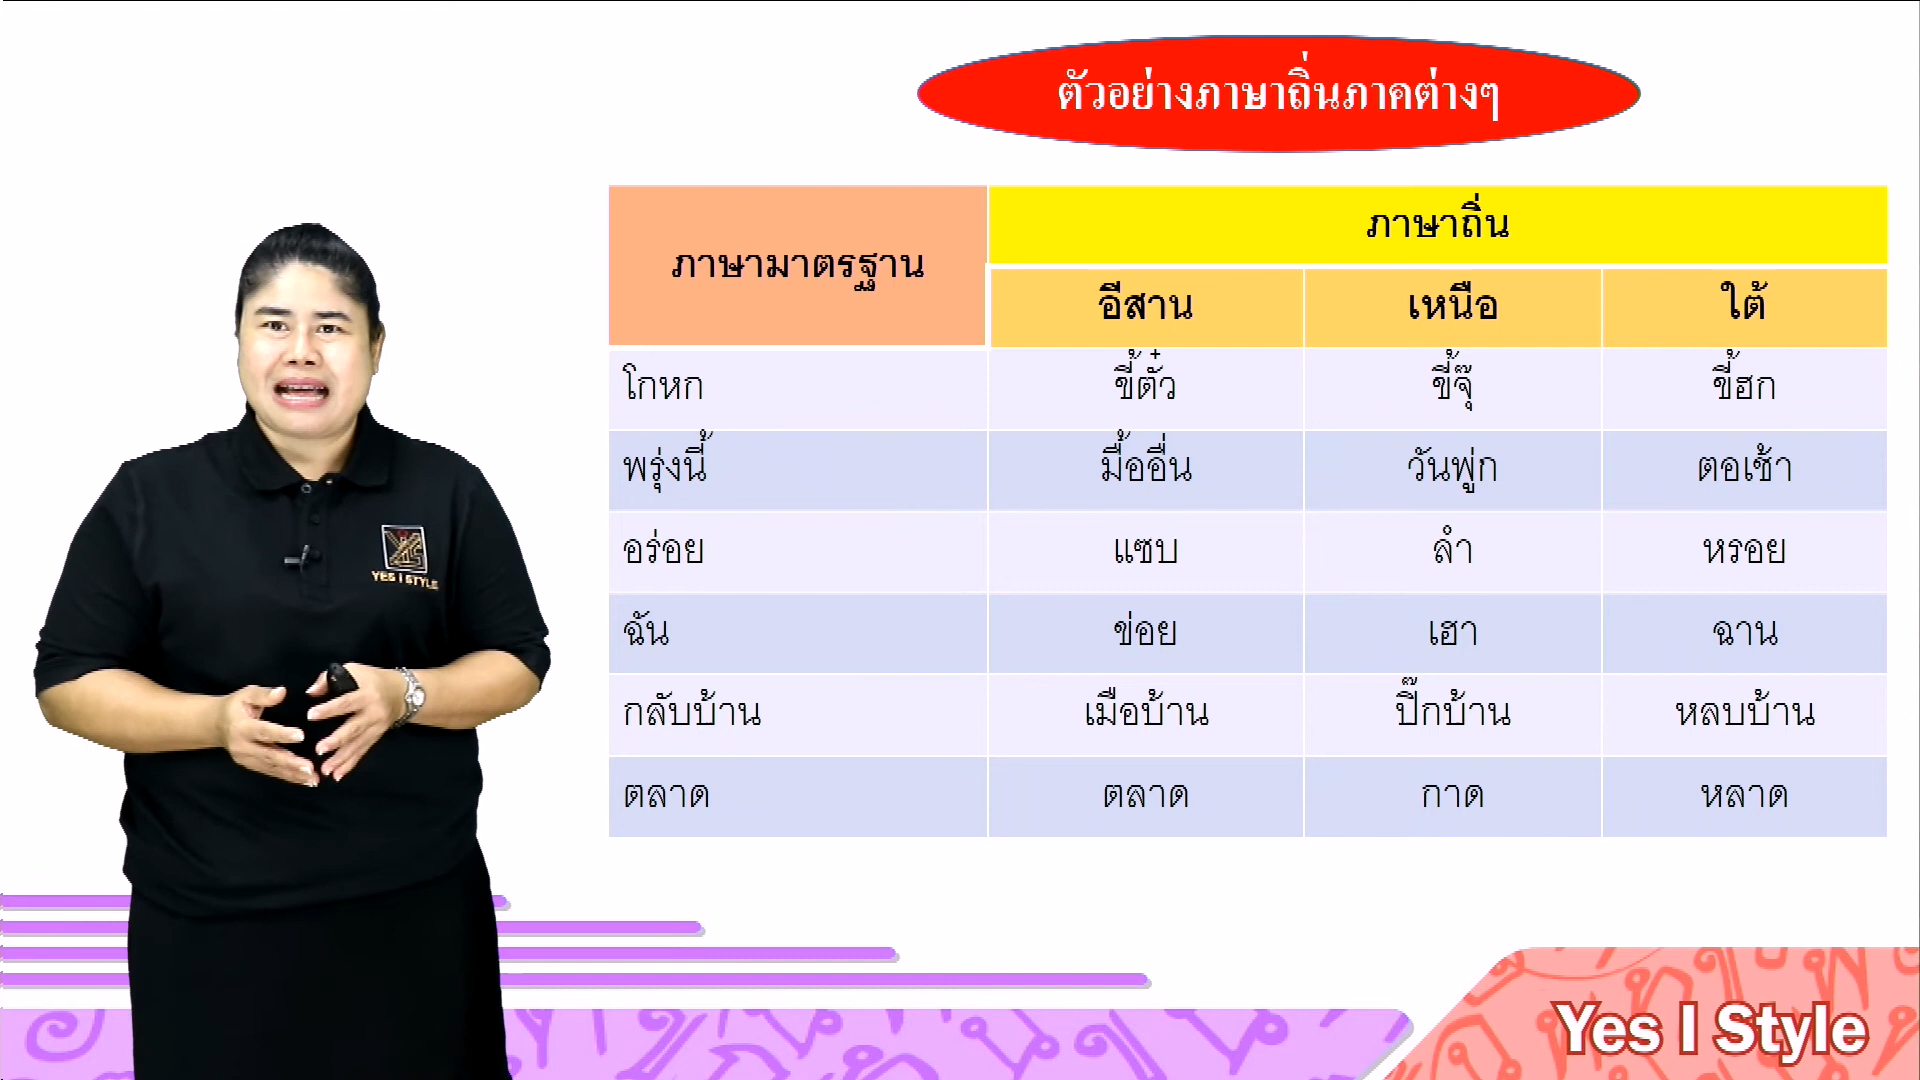 ตัวอย่างภาษาถิ่นภาคต่างๆ
ภาษามาตรฐาน
ภาษาถิ่น
อีสาน เหนือ ใต้
โกหก ขี้ตั๋ว ขี้จุ๊ ขี้ฮก
พรุ่งนี้ มื้ออื่น วันพู่ก ตอเช้า
อร่อย แซบ ลำ หรอย
ฉัน ข่อย เฮา ฉาน
กลับบ้าน เมือบ้าน ปิ๊กบ้าน หลบบ้าน
ตลาด ตลาด กาด หลาด
YES I STYLE
Yes I Style